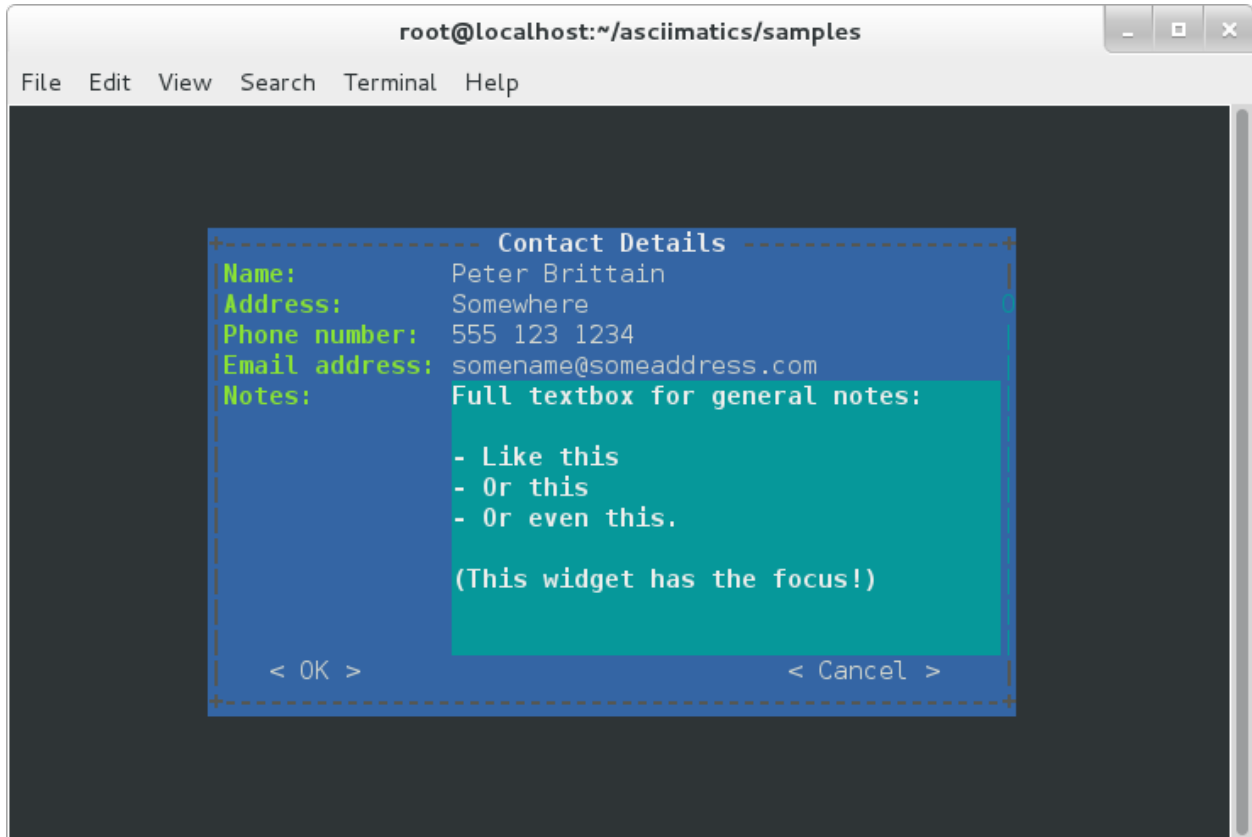 root@localhost:~/asciimatics/samples
File Edit View Search Terminal Help
Contact Details
Name: Peter Brittain
Address: Somewhere
Phone number: 555 123 1234
Email address: somename@someaddress.com
Notes: Full textbox for general notes:
- Like this
- Or this
- Or even this.
(This widget has the focus!)
< OK > < Cancel >